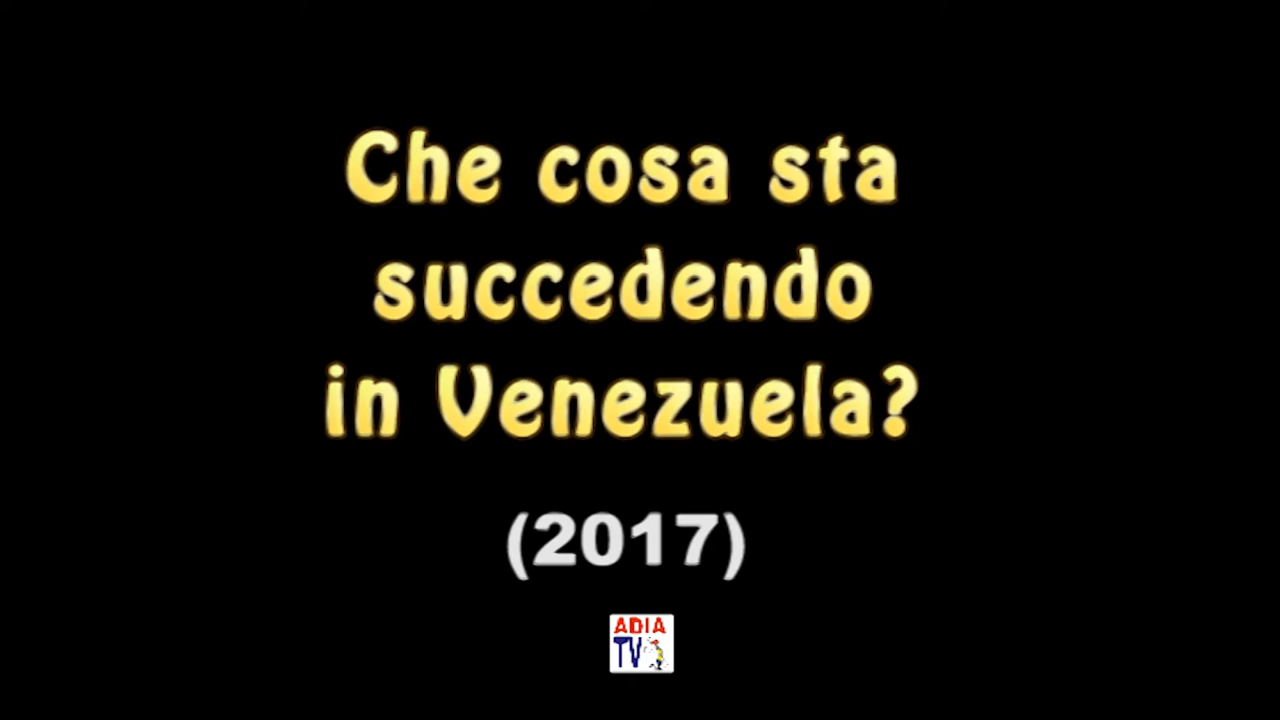 Che cosa sta
succedendo
in Venezuela?
(2017)
ADIA
TV